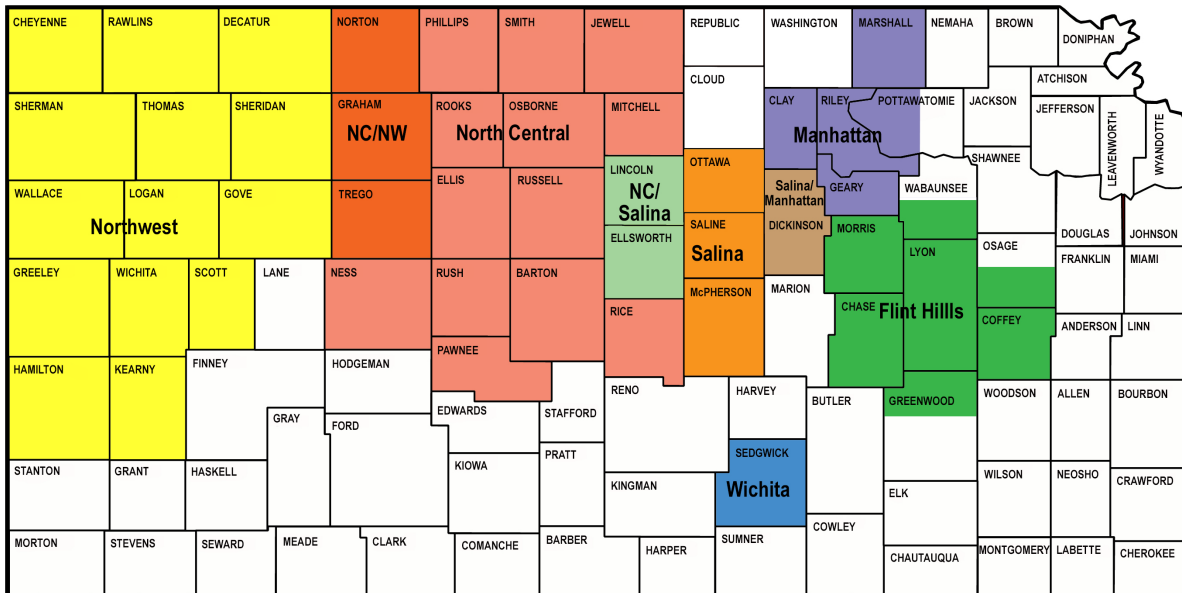 CHEYENNE
RAWLINS
DECATUR
NORTON
PHILLIPS
SMITH
JEWELL
REPUBLIC
WASHINGTON
MARSHALL
NEMAHA
BROWN
DONIPHAN
CLOUD
ATCHISON
SHERMAN
THOMAS
SHERIDAN
GRAHAM
NC/NW
ROOKS
OSBORNE
North Central
MITCHELL
CLAY
RILEY
POTTAWATOMIE
Manhattan
JACKSON
JEFFERSON
LEAVENWORTH
WYANDOTTE
OTTAWA
SHAWNEE
LINCOLN
NC/
Salina
WALLACE
LOGAN
GOVE
Northwest
TREGO
ELLIS
RUSSELL
Salina/
Manhattan
GEARY
WABAUNSEE
DICKINSON
SALINE
Salina
ELLSWORTH
MORRIS
LYON
OSAGE
DOUGLAS
JOHNSON
GREELEY
WICHITA
SCOTT
LANE
NESS
RUSH
BARTON
RICE
McPHERSON
MARION
CHASE
Flint Hillls
COFFEY
FRANKLIN
MIAMI
ANDERSON
LINN
HAMILTON
KEARNY
FINNEY
HODGEMAN
PAWNEE
EDWARDS
STAFFORD
RENO
HARVEY
BUTLER
GREENWOOD
WOODSON
ALLEN
BOURBON
GRAY
FORD
STANTON
GRANT
HASKELL
KIOWA
PRATT
KINGMAN
SEDGWICK
Wichita
ELK
WILSON
NEOSHO
CRAWFORD
MORTON
STEVENS
SEWARD
MEADE
CLARK
COMANCHE
BARBER
HARPER
SUMNER
COWLEY
CHAUTAUQUA
MONTGOMERY
LABETTE
CHEROKEE